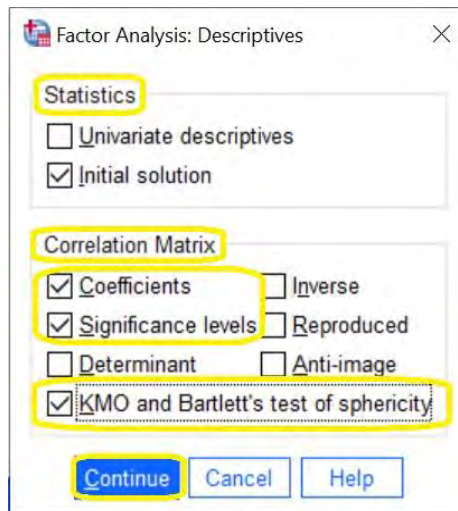 Factor Analysis: Descriptives
Statistics
Univariate descriptives
Initial solution
Correlation Matrix
Coefficients Inverse
Significance levels Reproduced
Determinant Anti-image
KMO and Bartlett's test of sphericity
Continue Cancel Help